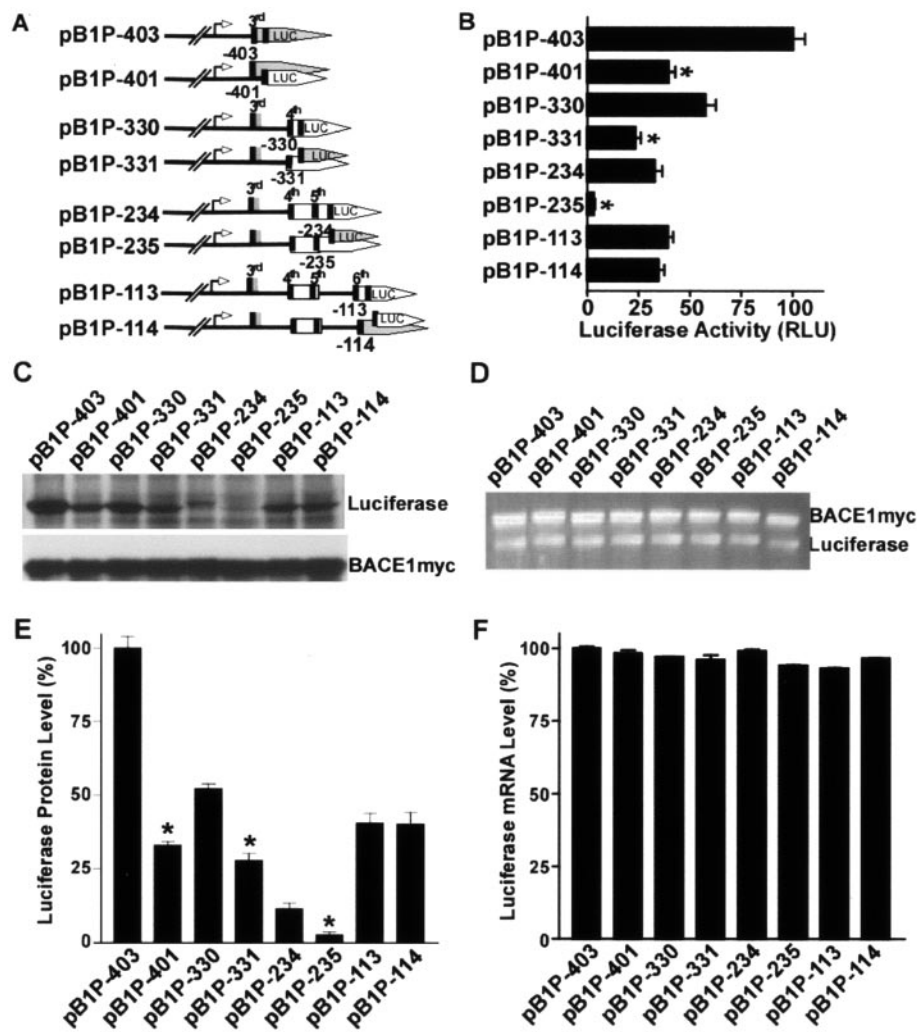 A
pB1P-403
3rd
LUC
-403
pB1P-401
LUC
-401
3rd
4th
pB1P-330
LUC
-330
pB1P-331
LUC
-331
3rd
4th
5th
pB1P-234
LUC
-234
pB1P-235
LUC
-235
3rd
4th
5th
6th
pB1P-113
LUC
-113
pB1P-114
LUC
-114
B
pB1P-403
pB1P-401
*
pB1P-330
pB1P-331
*
pB1P-234
pB1P-235
*
pB1P-113
pB1P-114
0 25 50 75 100
Luciferase Activity (RLU)
C
pB1P-403
pB1P-401
pB1P-330
pB1P-331
pB1P-234
pB1P-235
pB1P-113
pB1P-114
Luciferase
BACE1myc
D
pB1P-403
pB1P-401
pB1P-330
pB1P-331
pB1P-234
pB1P-235
pB1P-113
pB1P-114
BACE1myc
Luciferase
E
Luciferase Protein Level (%)
100
75
50
25
0
*
*
*
pB1P-403
pB1P-401
pB1P-330
pB1P-331
pB1P-234
pB1P-235
pB1P-113
pB1P-114
F
Luciferase mRNA Level (%)
100
75
50
25
0
pB1P-403
pB1P-401
pB1P-330
pB1P-331
pB1P-234
pB1P-235
pB1P-113
pB1P-114